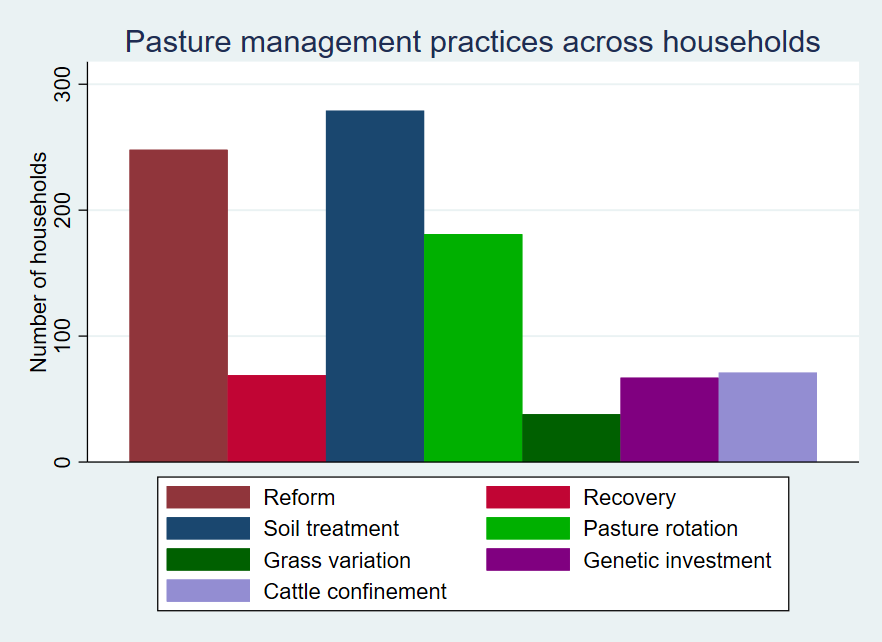 Pasture management practices across households
Number of households
300
200
100
0
Reform
Recovery
Soil treatment
Pasture rotation
Grass variation
Genetic investment
Cattle confinement